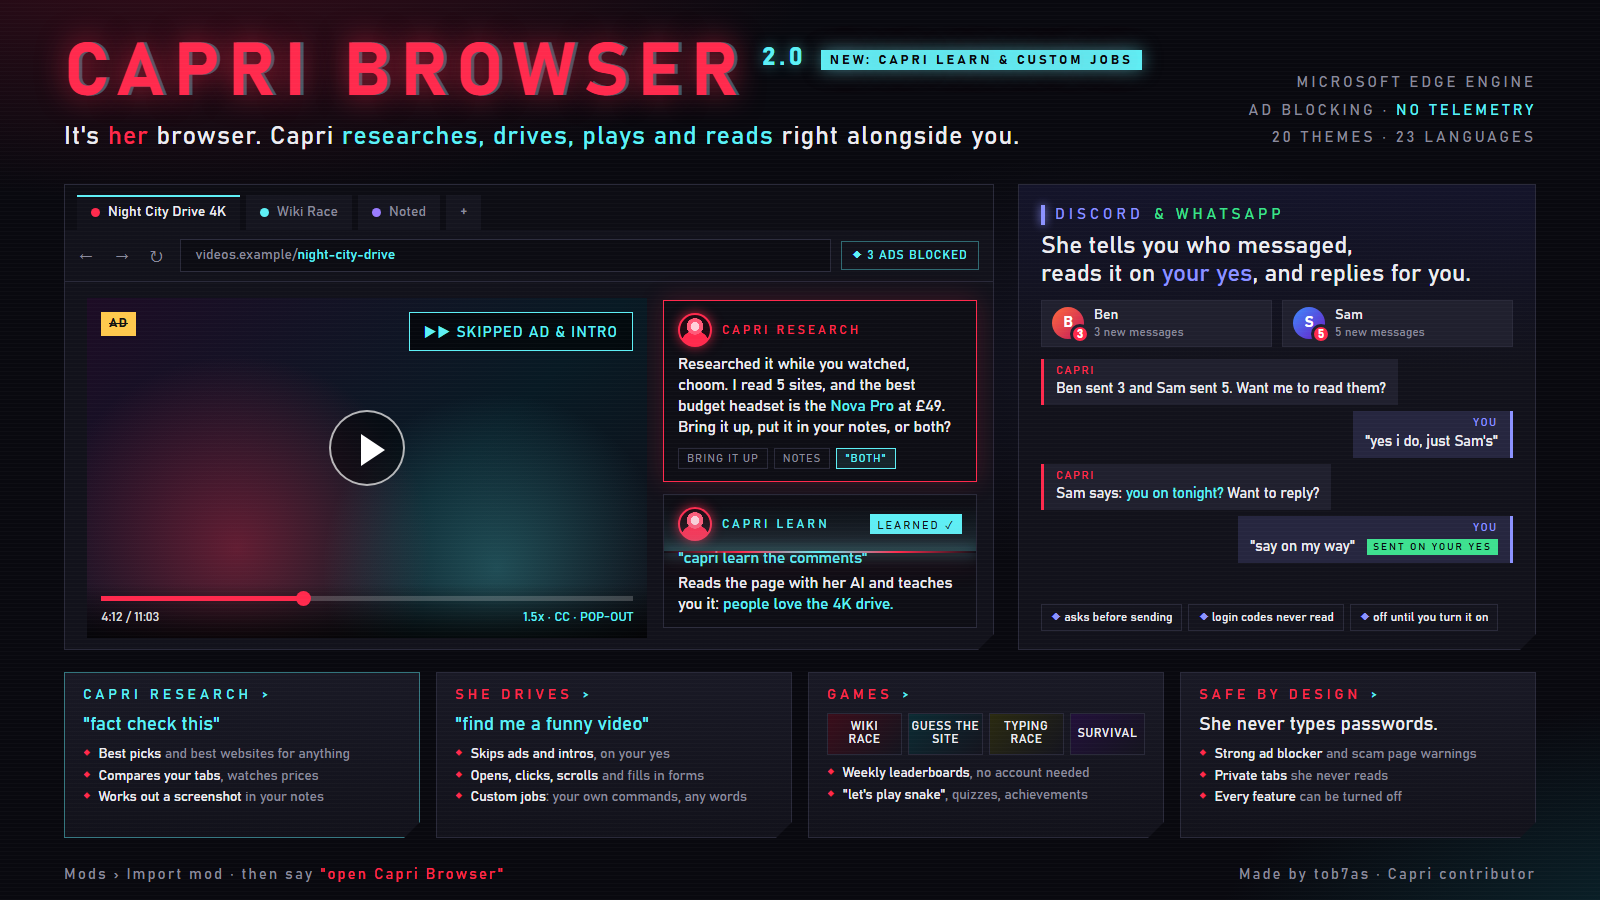 CAPRI BROWSER 2.0 NEW: CAPRI LEARN & CUSTOM JOBS
It's her browser. Capri researches, drives, plays and reads right alongside you.
MICROSOFT EDGE ENGINE
AD BLOCKING · NO TELEMETRY
20 THEMES · 23 LANGUAGES
Night City Drive 4K
Wiki Race
Noted
+
← → ↻ videos.example/night-city-drive
◆ 3 ADS BLOCKED
AD
▶▶ SKIPPED AD & INTRO
4:12 / 11:03
1.5x · CC · POP-OUT
CAPRI RESEARCH
Researched it while you watched,
choom. I read 5 sites, and the best
budget headset is the Nova Pro at £49.
Bring it up, put it in your notes, or both?
BRING IT UP
NOTES
"BOTH"
CAPRI LEARN
LEARNED ✓
"capri learn the comments"
Reads the page with her AI and teaches
you it: people love the 4K drive.
DISCORD & WHATSAPP
She tells you who messaged,
reads it on your yes, and replies for you.
B
3
Ben
3 new messages
S
5
Sam
5 new messages
CAPRI
Ben sent 3 and Sam sent 5. Want me to read them?
YOU
"yes i do, just Sam's"
CAPRI
Sam says: you on tonight? Want to reply?
YOU
"say on my way" SENT ON YOUR YES
◆ asks before sending
◆ login codes never read
◆ off until you turn it on
CAPRI RESEARCH >
"fact check this"
◆ Best picks and best websites for anything
◆ Compares your tabs, watches prices
◆ Works out a screenshot in your notes
SHE DRIVES >
"find me a funny video"
◆ Skips ads and intros, on your yes
◆ Opens, clicks, scrolls and fills in forms
◆ Custom jobs: your own commands, any words
GAMES >
WIKI
RACE
GUESS THE
SITE
TYPING
RACE
SURVIVAL
◆ Weekly leaderboards, no account needed
◆ "let's play snake", quizzes, achievements
SAFE BY DESIGN >
She never types passwords.
◆ Strong ad blocker and scam page warnings
◆ Private tabs she never reads
◆ Every feature can be turned off
Mods › Import mod · then say "open Capri Browser"
Made by tob7as · Capri contributor